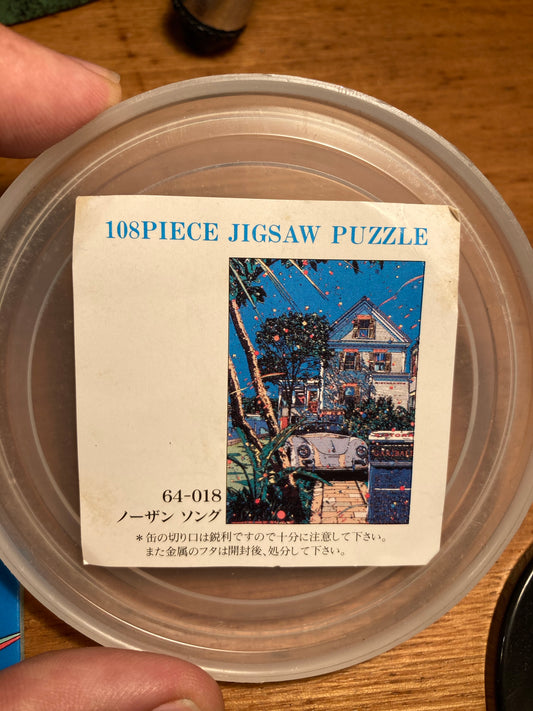 108PIECE JIGSAW PUZZLE
64-018
ノーザン ソング
＊缶の切り口は鋭利ですので十分に注意して下さい。
また金属のフタは開封後、処分して下さい。